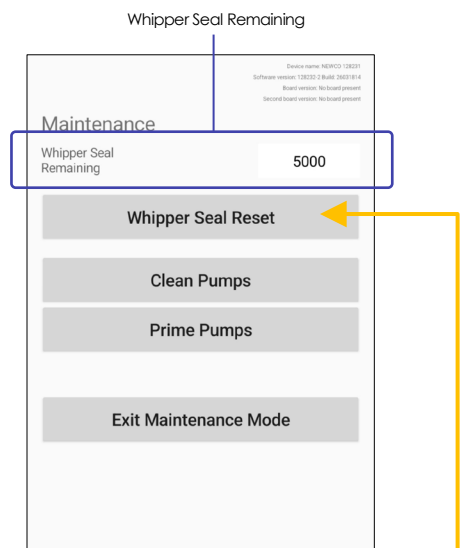 Whipper Seal Remaining
Device name: NEWCO 128231
Software version: 128232-2 Build: 26031814
Board version: No board present
Second board version: No board present
Maintenance
Whipper Seal
Remaining
5000
Whipper Seal Reset
Clean Pumps
Prime Pumps
Exit Maintenance Mode